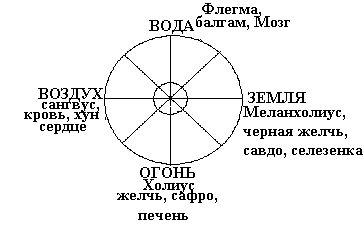 Флегма,
балгам, Мозг
ВОДА
ВОЗДУХ
сангвус,
кровь, хун
сердце
ЗЕМЛЯ
Меланхолиус,
черная желчь,
савдо, селезенка
ОГОНЬ
Холиус
желчь, сафро,
печень